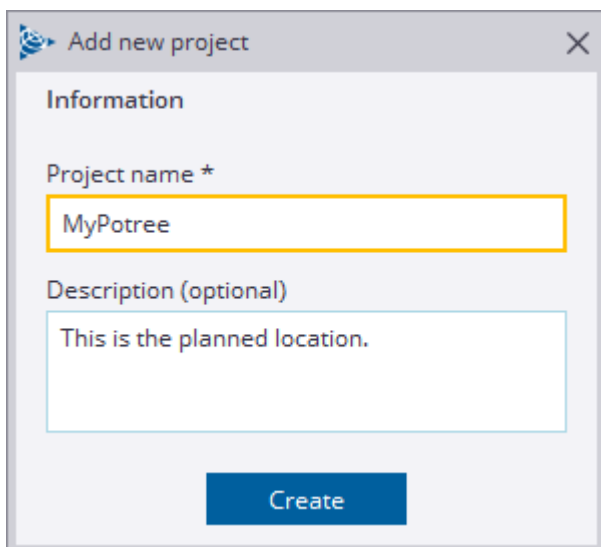 Add new project
Information
Project name *
MyPotree
Description (optional)
This is the planned location.
Create